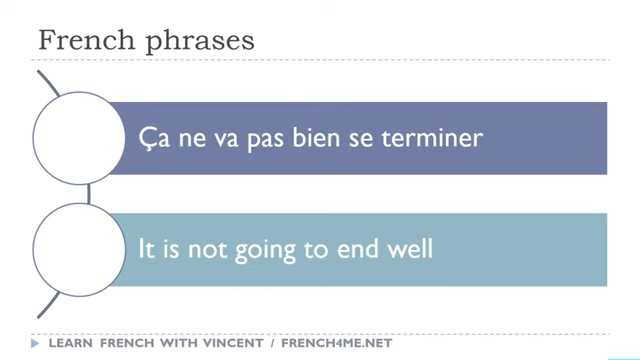 French phrases
Ça ne va pas bien se terminer
It is not going to end well
LEARN FRENCH WITH VINCENT / FRENCH4ME.NET